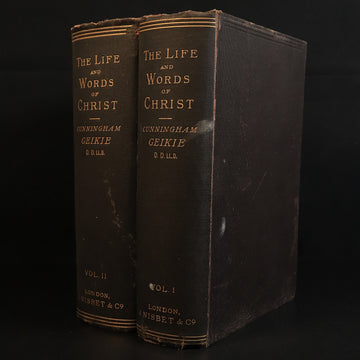 THE LIFE
AND
WORDS
OF
CHRIST
CUNNINGHAM
GEIKIE
D.D.LL.D.
VOL. II
LONDON,
NISBET & Co
THE LIFE
AND
WORDS
OF
CHRIST
CUNNINGHAM
GEIKIE
D.D.LL.D.
VOL. I
LONDON,
NISBET & Co